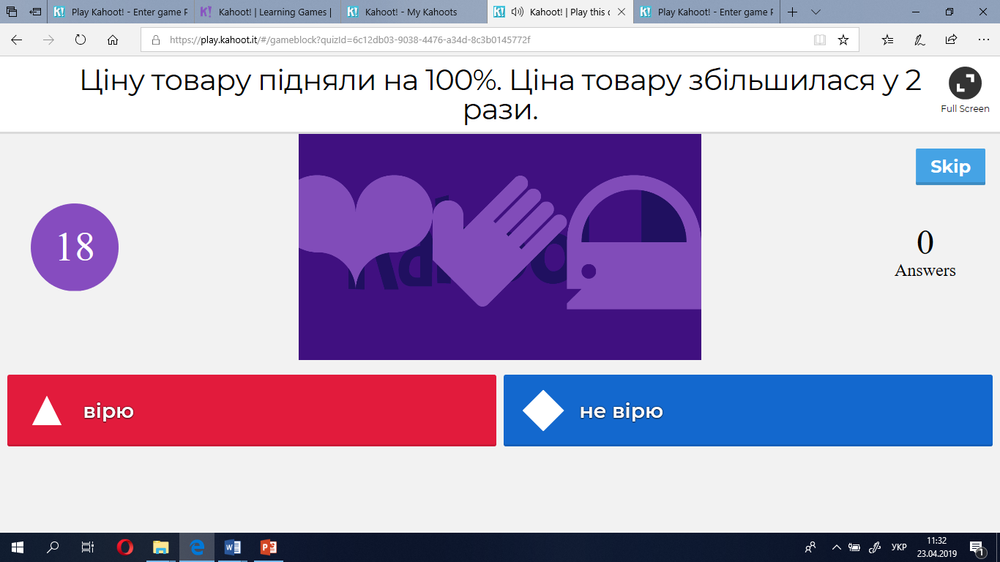 Play Kahoot! - Enter game P
Kahoot! | Learning Games |
Kahoot! - My Kahoots
Kahoot! | Play this q
Play Kahoot! - Enter game P
https://play.kahoot.it/#/gameblock?quizId=6c12db03-9038-4476-a34d-8c3b0145772f
Ціну товару підняли на 100%. Ціна товару збільшилася у 2
рази.
Full Screen
Skip
18
0
Answers
вірю
не вірю
УКР
11:32
23.04.2019
1